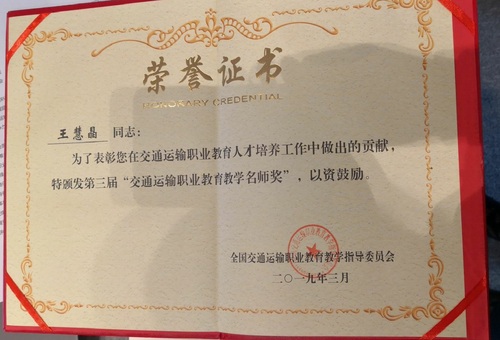 荣誉证书
HONORARY CREDENTIAL
王慧晶 同志：
为了表彰您在交通运输职业教育人才培养工作中做出的贡献，
特颁发第三届“交通运输职业教育教学名师奖”，以资鼓励。
全国交通运输职业教育教学指导委员会
二〇一九年三月